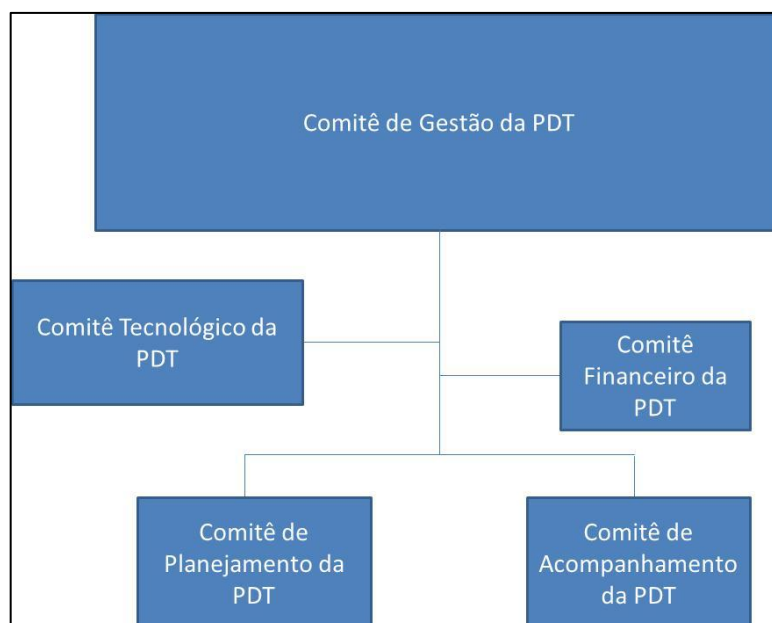 Comitê de Gestão da PDT
Comitê Tecnológico da
PDT
Comitê
Financeiro da
PDT
Comitê de
Planejamento da
PDT
Comitê de
Acompanhamento
da PDT